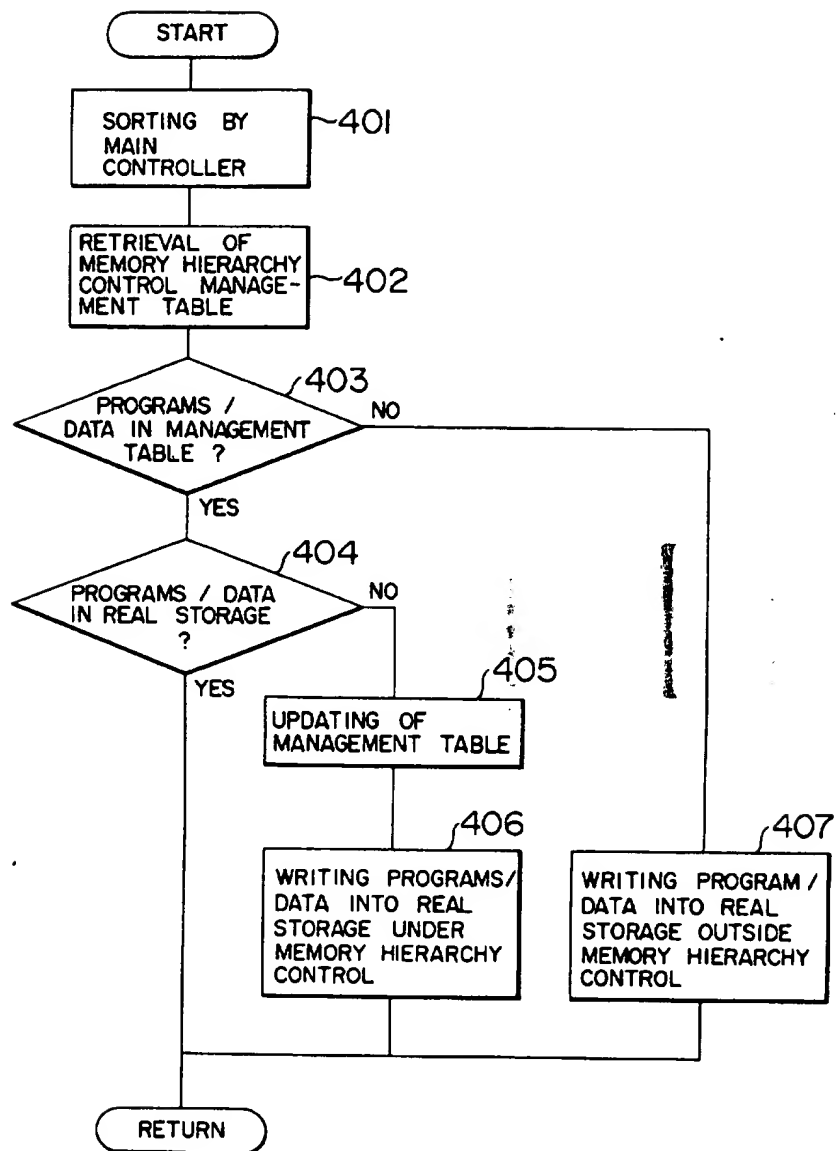 START
SORTING BY
MAIN
CONTROLLER
401
RETRIEVAL OF
MEMORY HIERARCHY
CONTROL MANAGE-
MENT TABLE
402
403
PROGRAMS /
DATA IN MANAGEMENT
TABLE ?
NO
YES
404
PROGRAMS / DATA
IN REAL STORAGE
?
NO
YES
405
UPDATING OF
MANAGEMENT TABLE
406
WRITING PROGRAMS/
DATA INTO REAL
STORAGE UNDER
MEMORY HIERARCHY
CONTROL
407
WRITING PROGRAM /
DATA INTO REAL
STORAGE OUTSIDE
MEMORY HIERARCHY
CONTROL
RETURN